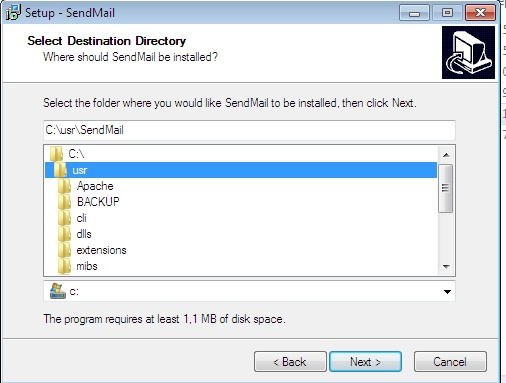 Setup - SendMail
Select Destination Directory
Where should SendMail be installed?
Select the folder where you would like SendMail to be installed, then click Next.
C:\usr\SendMail
C:\
usr
Apache
BACKUP
cli
dlls
extensions
mibs
c:
The program requires at least 1,1 MB of disk space.
< Back
Next >
Cancel